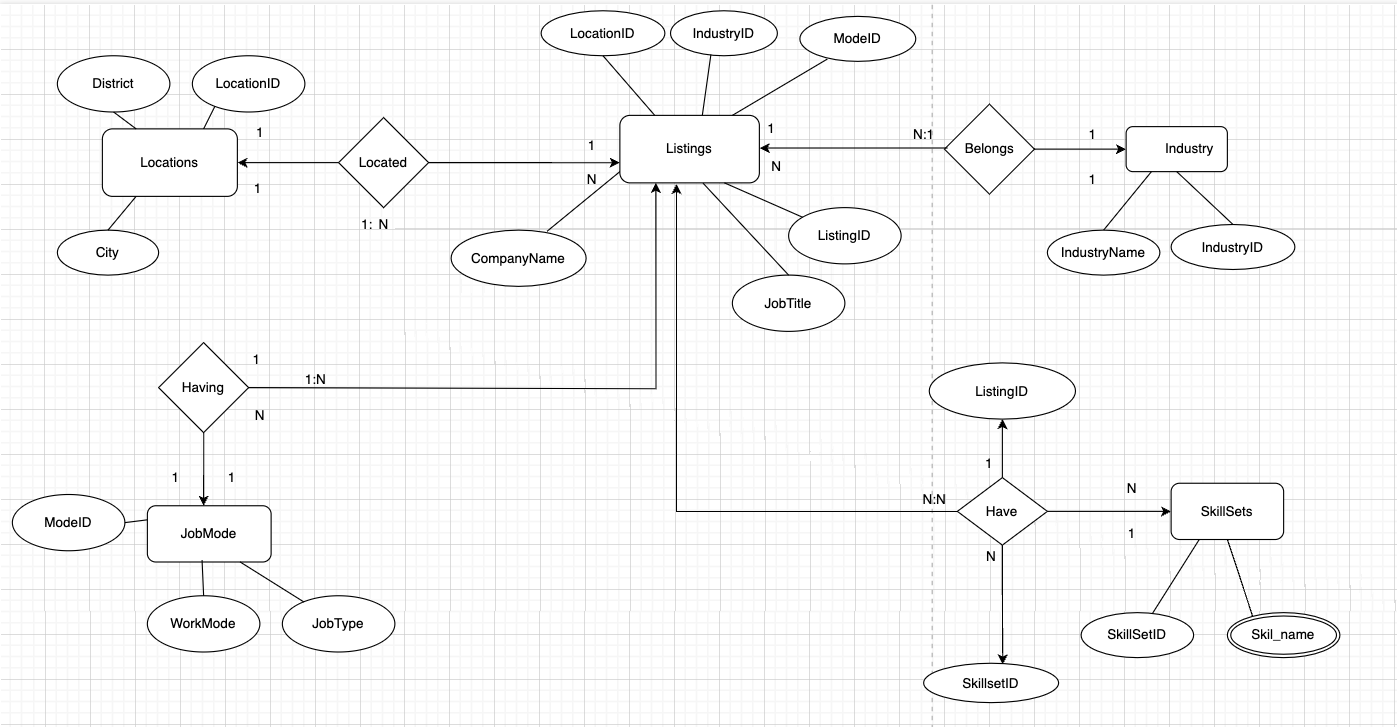 LocationID
IndustryID
ModeID
District
LocationID
1
1
Locations
Located
1
Listings
1
N:1
Belongs
1
Industry
1
N
N
1
1: N
City
CompanyName
ListingID
IndustryName
IndustryID
JobTitle
1
Having
1:N
N
ListingID
1
1
1
N
N:N
Have
SkillSets
ModeID
JobMode
1
N
WorkMode
JobType
SkillSetID
Skil_name
SkillsetID